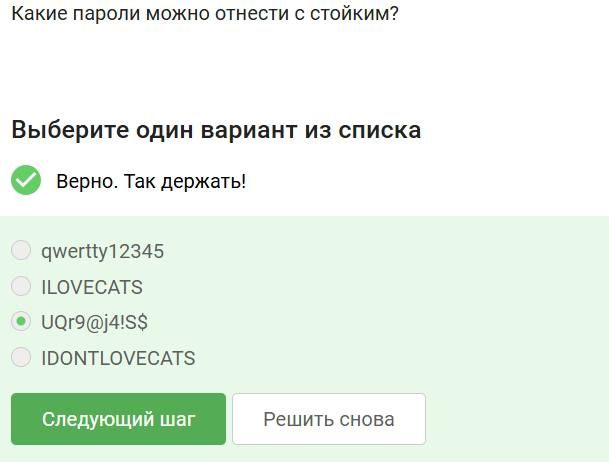 Какие пароли можно отнести с стойким?
Выберите один вариант из списка
Верно. Так держать!
qwertty12345
ILOVECATS
UQr9@j4!S$
IDONTLOVECATS
Следующий шаг
Решить снова